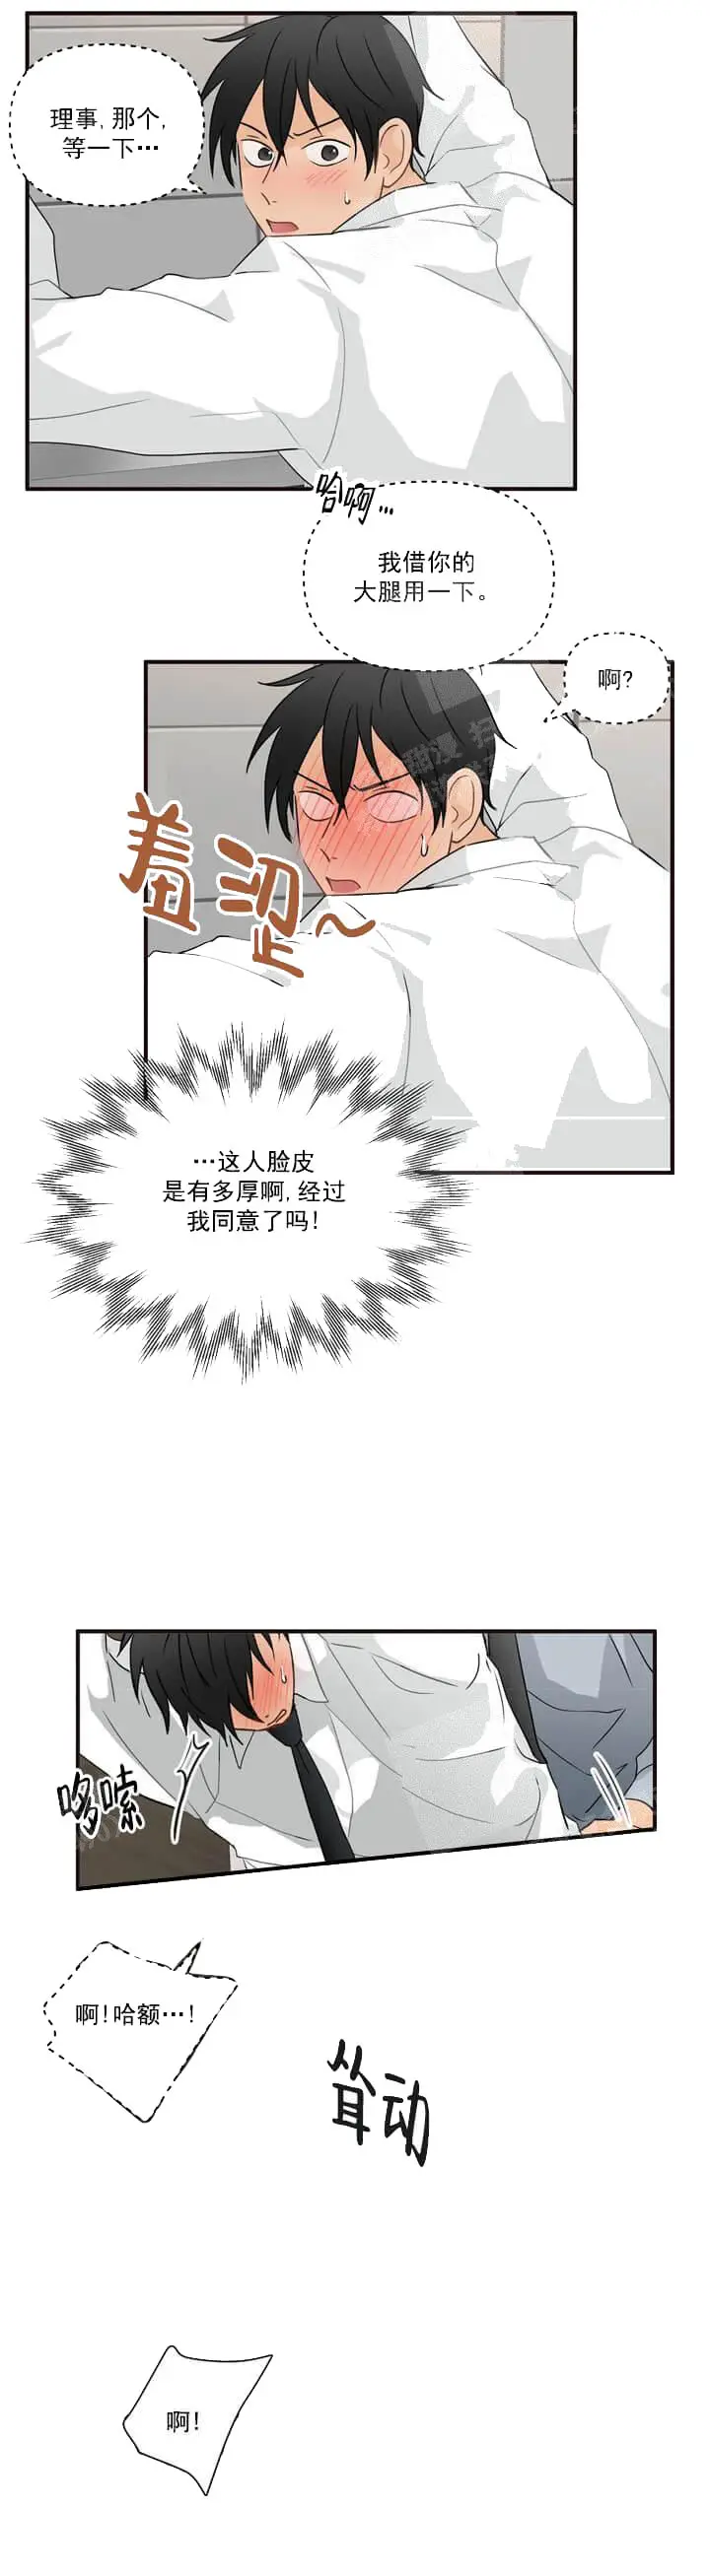 理事,那个,
等一下…
哈啊…
我借你的
大腿用一下。
啊?
羞涩~
…这人脸皮
是有多厚啊,经过
我同意了吗!
哆嗦
啊!哈额…!
耸动
啊!